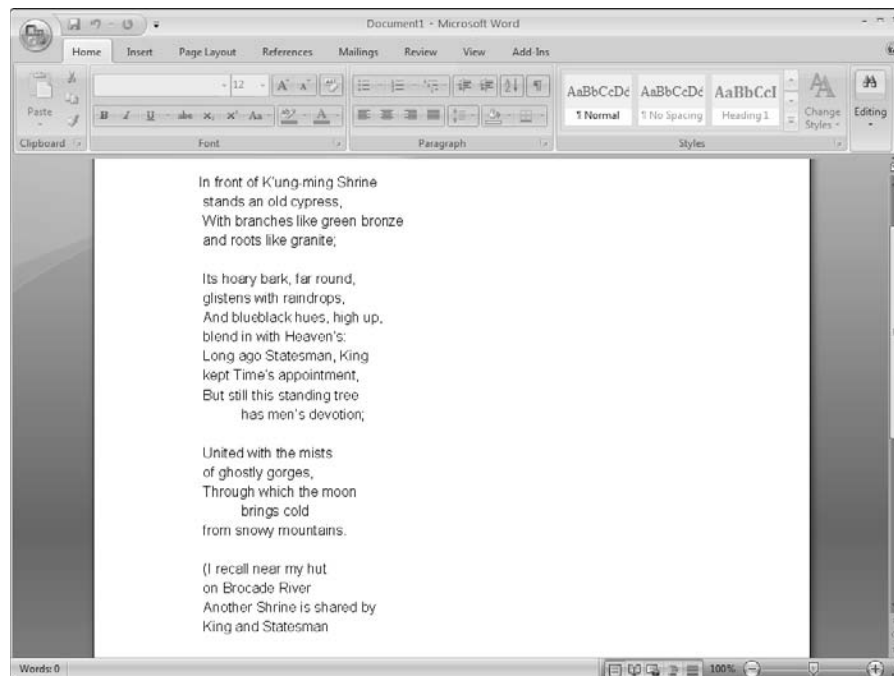 Document1 - Microsoft Word
Home Insert Page Layout References Mailings Review View Add-Ins
Paste
12
A A
B I U abc x, x² Aa A
AaBbCcDc AaBbCcDc AaBbCcI
¶ Normal ¶ No Spacing Heading 1
Change Styles
Editing
Clipboard Font Paragraph Styles
In front of K'ung-ming Shrine
stands an old cypress,
With branches like green bronze
and roots like granite;
Its hoary bark, far round,
glistens with raindrops,
And blueblack hues, high up,
blend in with Heaven's:
Long ago Statesman, King
kept Time's appointment,
But still this standing tree
has men's devotion;
United with the mists
of ghostly gorges,
Through which the moon
brings cold
from snowy mountains.
(I recall near my hut
on Brocade River
Another Shrine is shared by
King and Statesman
Words: 0 100%